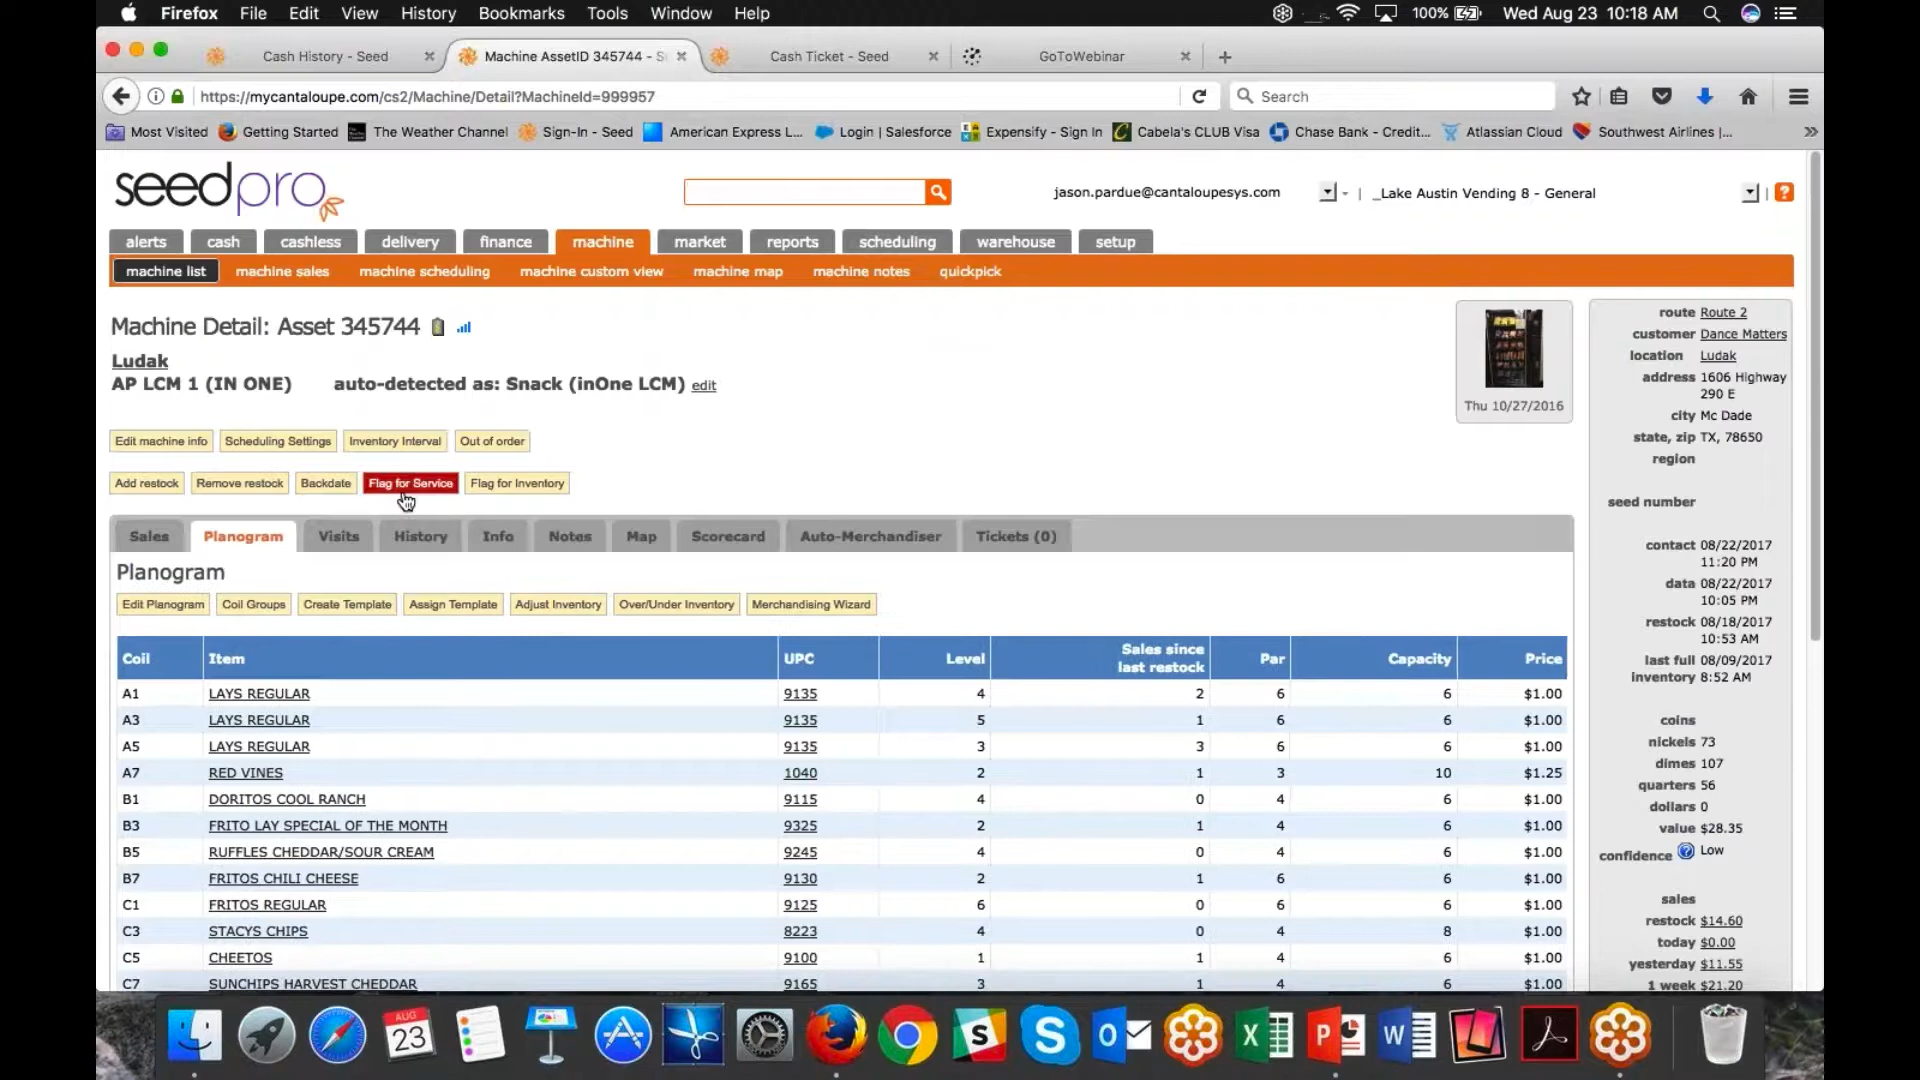 Firefox File Edit View History Bookmarks Tools Window Help 100% Wed Aug 23 10:18 AM
Cash History - Seed Machine AssetID 345744 - S Cash Ticket - Seed GoToWebinar
https://mycantaloupe.com/cs2/Machine/Detail?MachineId=999957 Search
Most Visited Getting Started The Weather Channel Sign-In - Seed American Express L... Login | Salesforce Expensify - Sign In Cabela's CLUB Visa Chase Bank - Credit... Atlassian Cloud Southwest Airlines |...
seedpro jason.pardue@cantaloupesys.com - | _Lake Austin Vending 8 - General | ?
alerts cash cashless delivery finance machine market reports scheduling warehouse setup
machine list machine sales machine scheduling machine custom view machine map machine notes quickpick
Machine Detail: Asset 345744
Ludak
AP LCM 1 (IN ONE) auto-detected as: Snack (inOne LCM) edit
Thu 10/27/2016
Edit machine info Scheduling Settings Inventory Interval Out of order
Add restock Remove restock Backdate Flag for Service Flag for Inventory
Sales Planogram Visits History Info Notes Map Scorecard Auto-Merchandiser Tickets (0)
Planogram
Edit Planogram Coil Groups Create Template Assign Template Adjust Inventory Over/Under Inventory Merchandising Wizard
Coil Item UPC Level Sales since last restock Par Capacity Price
A1 LAYS REGULAR 9135 4 2 6 6 $1.00
A3 LAYS REGULAR 9135 5 1 6 6 $1.00
A5 LAYS REGULAR 9135 3 3 6 6 $1.00
A7 RED VINES 1040 2 1 3 10 $1.25
B1 DORITOS COOL RANCH 9115 4 0 4 6 $1.00
B3 FRITO LAY SPECIAL OF THE MONTH 9325 2 1 4 6 $1.00
B5 RUFFLES CHEDDAR/SOUR CREAM 9245 4 0 4 6 $1.00
B7 FRITOS CHILI CHEESE 9130 2 1 6 6 $1.00
C1 FRITOS REGULAR 9125 6 0 6 6 $1.00
C3 STACYS CHIPS 8223 4 0 4 8 $1.00
C5 CHEETOS 9100 1 1 4 6 $1.00
C7 SUNCHIPS HARVEST CHEDDAR 9165 3 1 4 6 $1.00
route Route 2
customer Dance Matters
location Ludak
address 1606 Highway
290 E
city Mc Dade
state, zip TX, 78650
region
seed number
contact 08/22/2017
11:20 PM
data 08/22/2017
10:05 PM
restock 08/18/2017
10:53 AM
last full 08/09/2017
inventory 8:52 AM
coins
nickels 73
dimes 107
quarters 56
dollars 0
value $28.35
confidence ? Low
sales
restock $14.60
today $0.00
yesterday $11.55
1 week $21.20
AUG
23